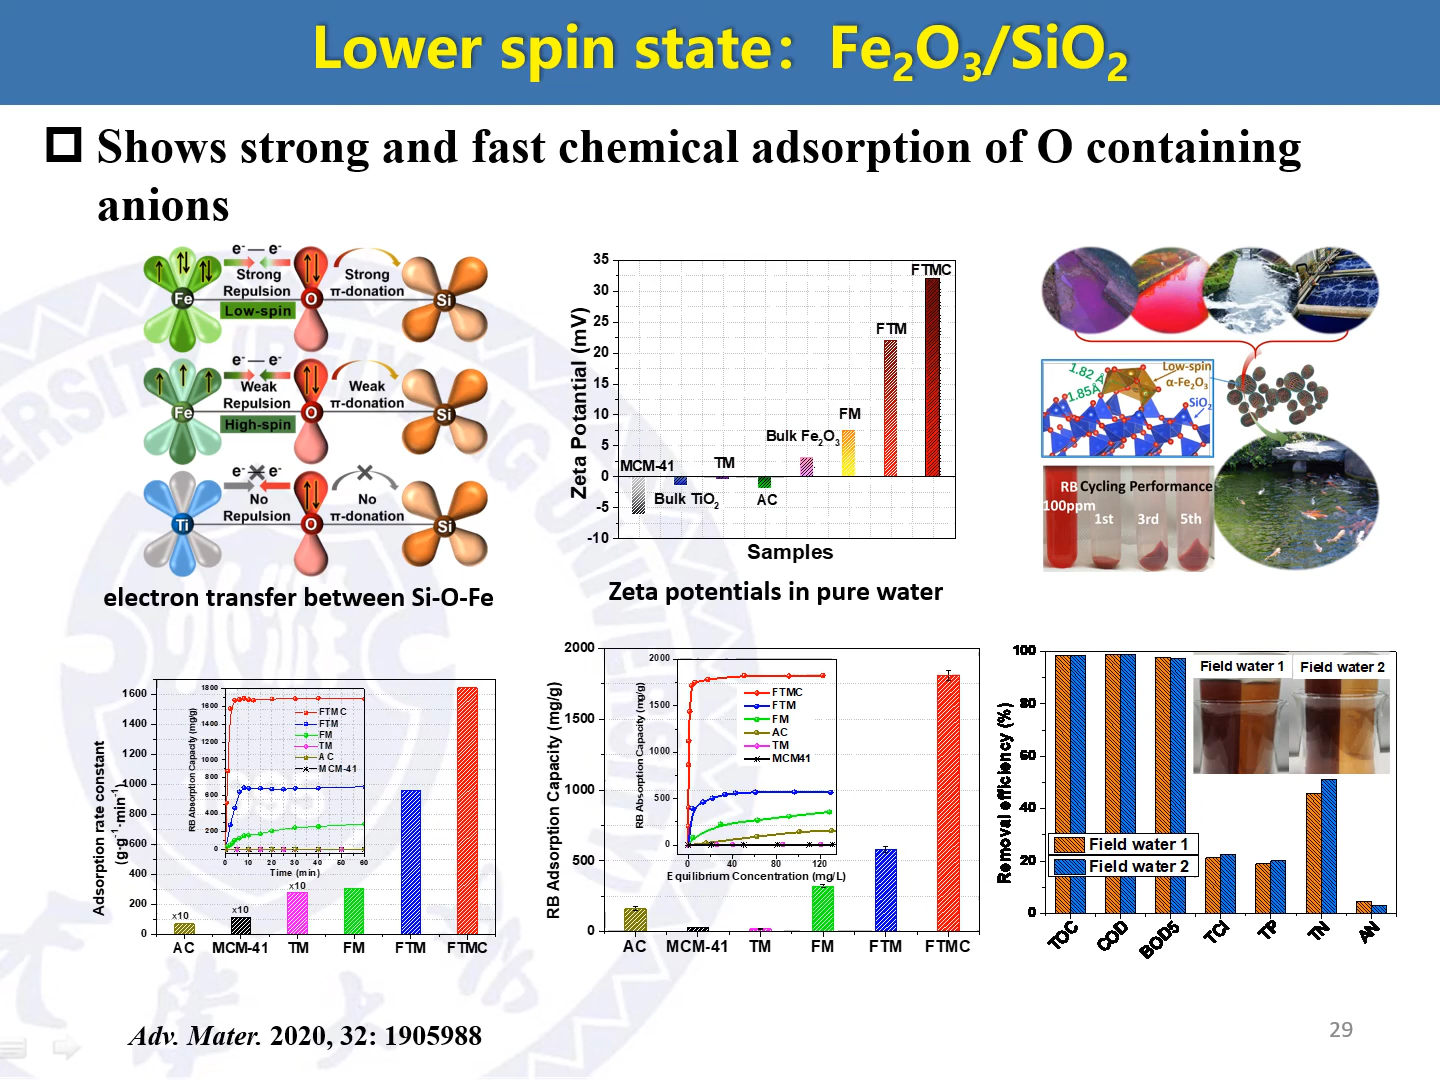 Lower spin state: Fe₂O₃/SiO₂
Shows strong and fast chemical adsorption of O containing
anions
e⁻ — e⁻
Strong
Repulsion
Low-spin
Strong
π-donation
Fe
O
Si
e⁻ — e⁻
Weak
Repulsion
High-spin
Weak
π-donation
Fe
O
Si
e⁻ — e⁻
No
Repulsion
No
π-donation
Ti
O
Si
electron transfer between Si-O-Fe
Zeta Potantial (mV)
35
30
25
20
15
10
5
0
-5
-10
MCM-41
Bulk TiO₂
TM
AC
Bulk Fe₂O₃
FM
FTM
FTMC
Samples
Zeta potentials in pure water
1.82 Å
1.85Å
Low-spin
α-Fe₂O₃
SiO₂
RB
100ppm
Cycling Performance
1st
3rd
5th
Adsorption rate constant
(g·g⁻¹·min⁻¹)
1600
1400
1200
1000
800
600
400
200
0
x10
x10
x10
AC
MCM-41
TM
FM
FTM
FTMC
RB Absorption Capacity (mg/g)
1800
1600
1400
1200
1000
800
600
400
200
0
FTMC
FTM
FM
TM
AC
MCM-41
0 10 20 30 40 50 60
Time (min)
RB Adsorption Capacity (mg/g)
2000
1500
1000
500
0
AC
MCM-41
TM
FM
FTM
FTMC
RB Absorption Capacity (mg/g)
2000
1500
1000
500
0
FTMC
FTM
FM
AC
TM
MCM41
0 40 80 120
Equilibrium Concentration (mg/L)
Removal efficiency (%)
100
80
60
40
20
0
Field water 1
Field water 2
Field water 1
Field water 2
TOC
COD
BOD5
TCI
TP
TN
AN
Adv. Mater. 2020, 32: 1905988
29